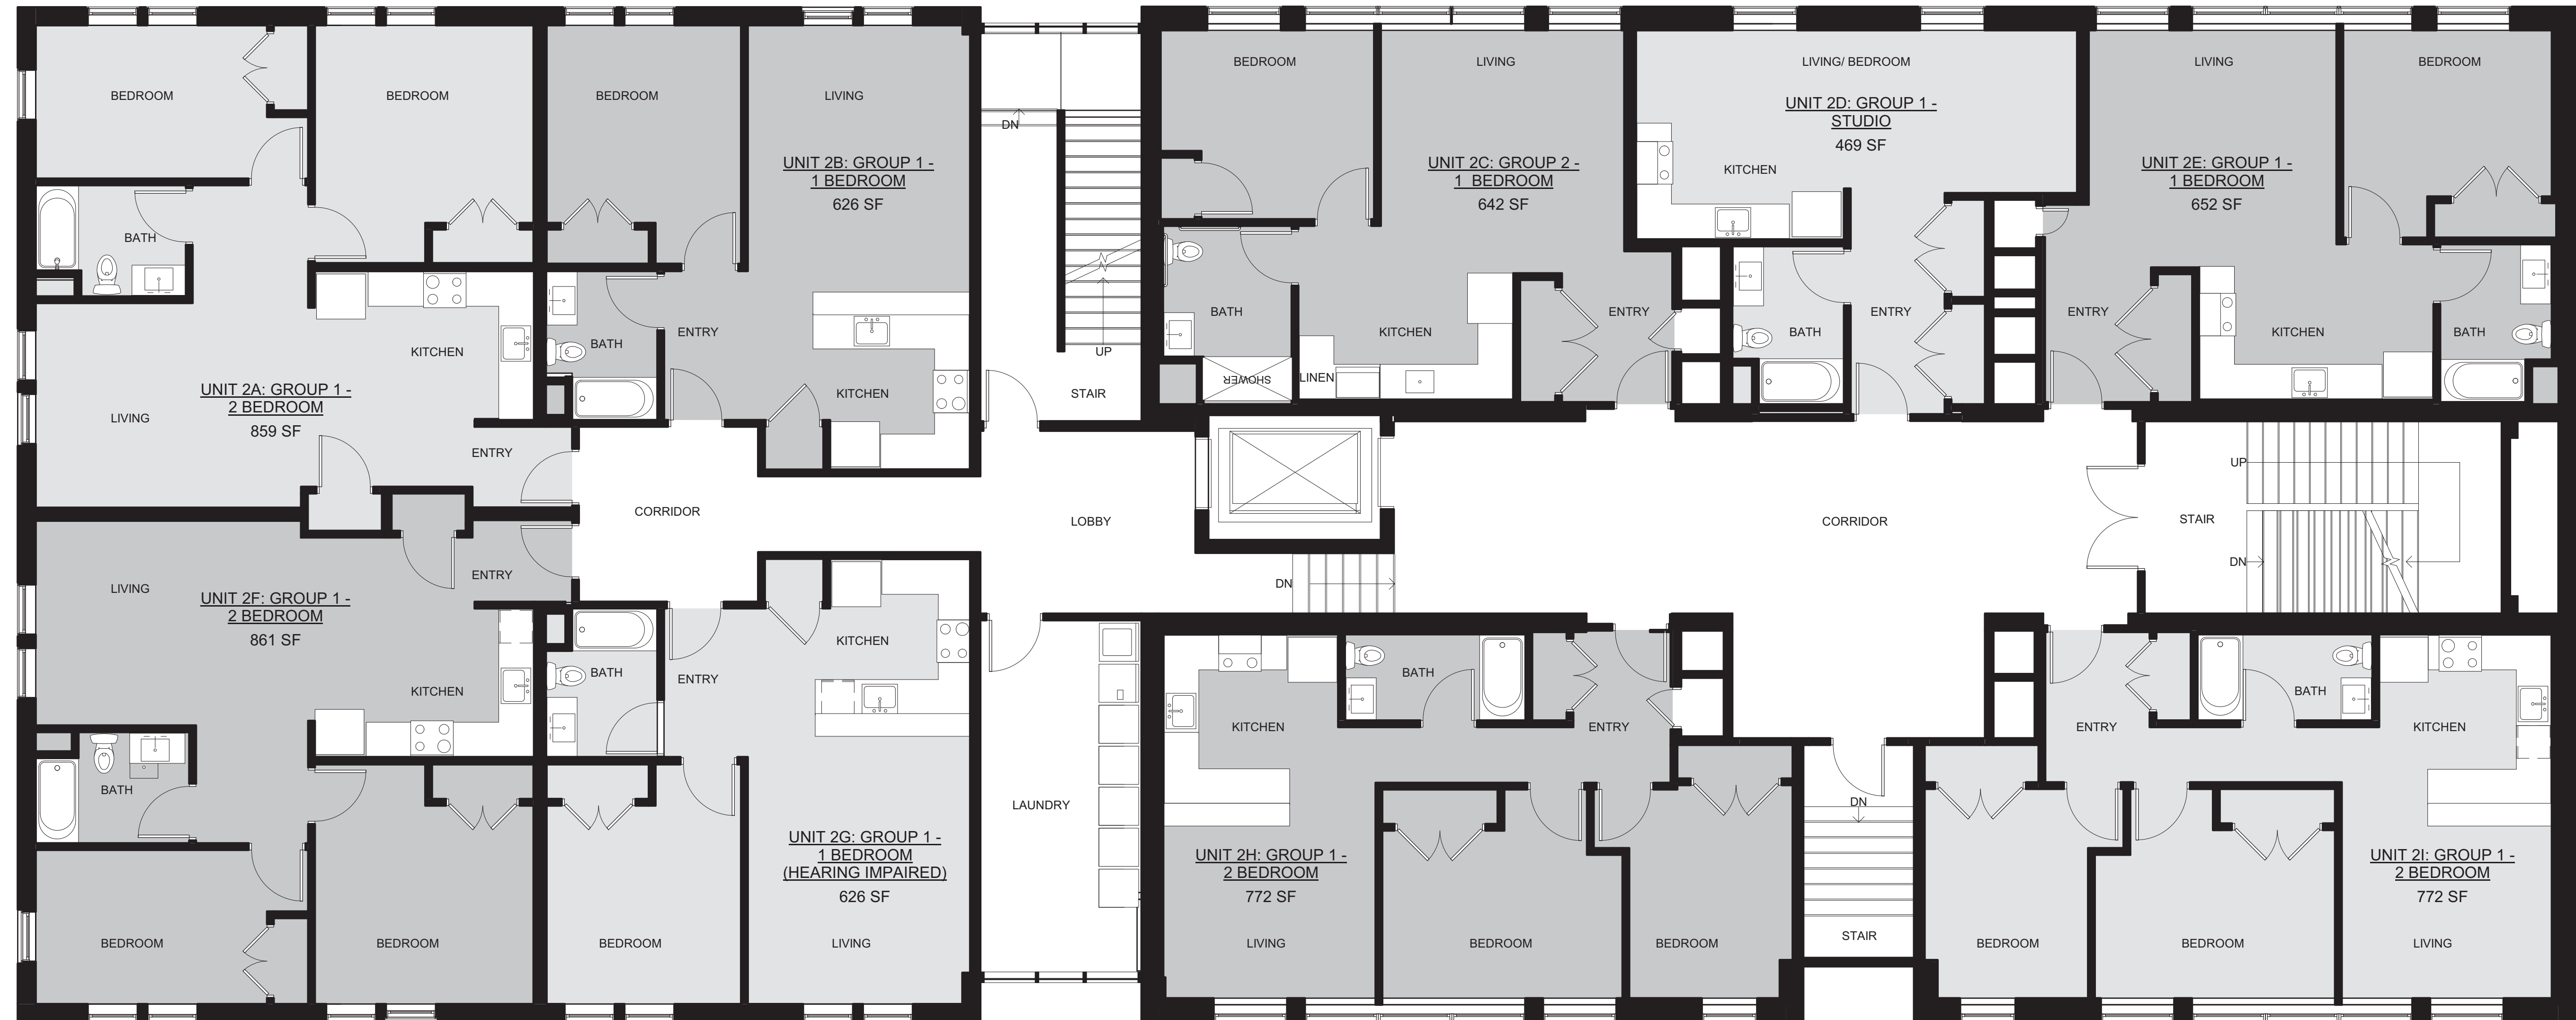 BEDROOM
BEDROOM
BATH
KITCHEN
UNIT 2A: GROUP 1 -
2 BEDROOM
859 SF
LIVING
ENTRY
BEDROOM
LIVING
UNIT 2B: GROUP 1 -
1 BEDROOM
626 SF
ENTRY
BATH
KITCHEN
DN
UP
STAIR
BEDROOM
LIVING
UNIT 2C: GROUP 2 -
1 BEDROOM
642 SF
BATH
KITCHEN
ENTRY
SHOWER
LINEN
LIVING/ BEDROOM
UNIT 2D: GROUP 1 -
STUDIO
469 SF
KITCHEN
BATH
ENTRY
LIVING
BEDROOM
UNIT 2E: GROUP 1 -
1 BEDROOM
652 SF
ENTRY
KITCHEN
BATH
CORRIDOR
LOBBY
DN
CORRIDOR
UP
STAIR
DN
LIVING
ENTRY
UNIT 2F: GROUP 1 -
2 BEDROOM
861 SF
KITCHEN
BATH
BEDROOM
BEDROOM
KITCHEN
BATH
ENTRY
UNIT 2G: GROUP 1 -
1 BEDROOM
(HEARING IMPAIRED)
626 SF
BEDROOM
LIVING
LAUNDRY
BATH
KITCHEN
ENTRY
UNIT 2H: GROUP 1 -
2 BEDROOM
772 SF
LIVING
BEDROOM
BEDROOM
DN
STAIR
BATH
ENTRY
KITCHEN
UNIT 2I: GROUP 1 -
2 BEDROOM
772 SF
BEDROOM
BEDROOM
LIVING